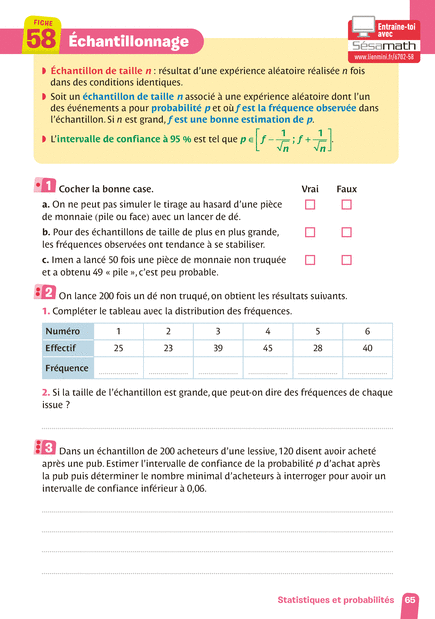 FICHE
58 Échantillonnage
Entraîne-toi
avec
Sésamath
www.lienmini.fr/6702-58
Échantillon de taille n : résultat d'une expérience aléatoire réalisée n fois
dans des conditions identiques.
Soit un échantillon de taille n associé à une expérience aléatoire dont l'un
des événements a pour probabilité p et où f est la fréquence observée dans
l'échantillon. Si n est grand, f est une bonne estimation de p.
L'intervalle de confiance à 95 % est tel que p ∈ [f − 1/√n ; f + 1/√n].
1 Cocher la bonne case. Vrai Faux
a. On ne peut pas simuler le tirage au hasard d'une pièce
de monnaie (pile ou face) avec un lancer de dé.
b. Pour des échantillons de taille de plus en plus grande,
les fréquences observées ont tendance à se stabiliser.
c. Imen a lancé 50 fois une pièce de monnaie non truquée
et a obtenu 49 « pile », c'est peu probable.
2 On lance 200 fois un dé non truqué, on obtient les résultats suivants.
1. Compléter le tableau avec la distribution des fréquences.
Numéro 1 2 3 4 5 6
Effectif 25 23 39 45 28 40
Fréquence
2. Si la taille de l'échantillon est grande, que peut-on dire des fréquences de chaque
issue ?
3 Dans un échantillon de 200 acheteurs d'une lessive, 120 disent avoir acheté
après une pub. Estimer l'intervalle de confiance de la probabilité p d'achat après
la pub puis déterminer le nombre minimal d'acheteurs à interroger pour avoir un
intervalle de confiance inférieur à 0,06.
Statistiques et probabilités 65